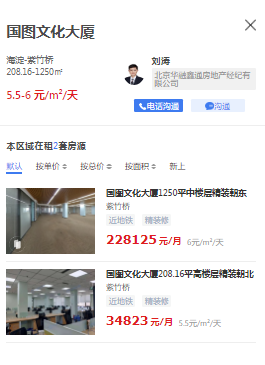 国图文化大厦
海淀-紫竹桥
208.16-1250㎡
5.5-6 元/m²/天
刘涛
北京华融鑫通房地产经纪有限公司
电话沟通
沟通
本区域在租2套房源
默认 按单价 按总价 按面积 新上
国图文化大厦1250平中楼层精装朝东
紫竹桥
近地铁 精装修
228125 元/月 6元/m²/天
国图文化大厦208.16平高楼层精装朝北
紫竹桥
近地铁 精装修
34823 元/月 5.5元/m²/天